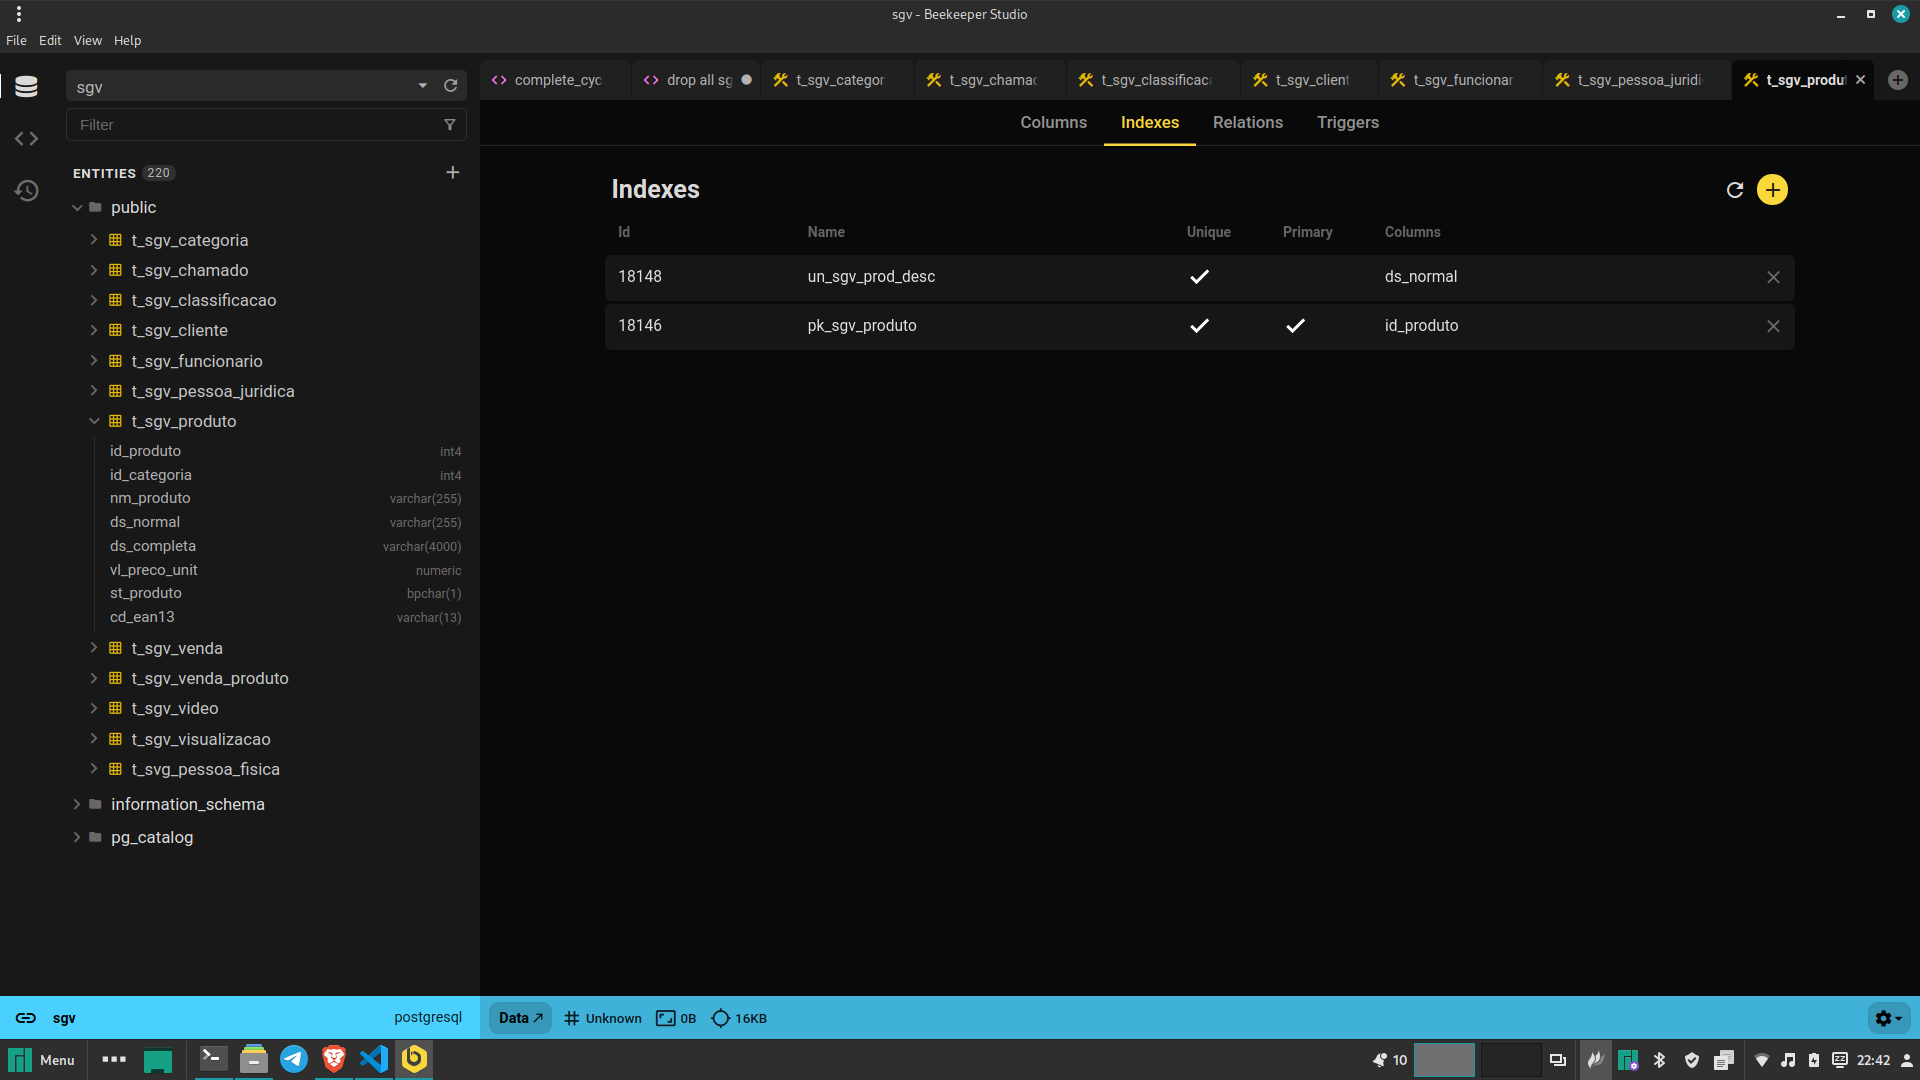 sgv - Beekeeper Studio
File Edit View Help
sgv
Filter
ENTITIES 220
public
t_sgv_categoria
t_sgv_chamado
t_sgv_classificacao
t_sgv_cliente
t_sgv_funcionario
t_sgv_pessoa_juridica
t_sgv_produto
id_produto int4
id_categoria int4
nm_produto varchar(255)
ds_normal varchar(255)
ds_completa varchar(4000)
vl_preco_unit numeric
st_produto bpchar(1)
cd_ean13 varchar(13)
t_sgv_venda
t_sgv_venda_produto
t_sgv_video
t_sgv_visualizacao
t_svg_pessoa_fisica
information_schema
pg_catalog
complete_cyc drop all sg t_sgv_categor t_sgv_chamad t_sgv_classificaca t_sgv_client t_sgv_funcionar t_sgv_pessoa_juridi t_sgv_produt
Columns Indexes Relations Triggers
Indexes
Id Name Unique Primary Columns
18148 un_sgv_prod_desc ds_normal
18146 pk_sgv_produto id_produto
sgv postgresql Data Unknown 0B 16KB
Menu 10 22:42